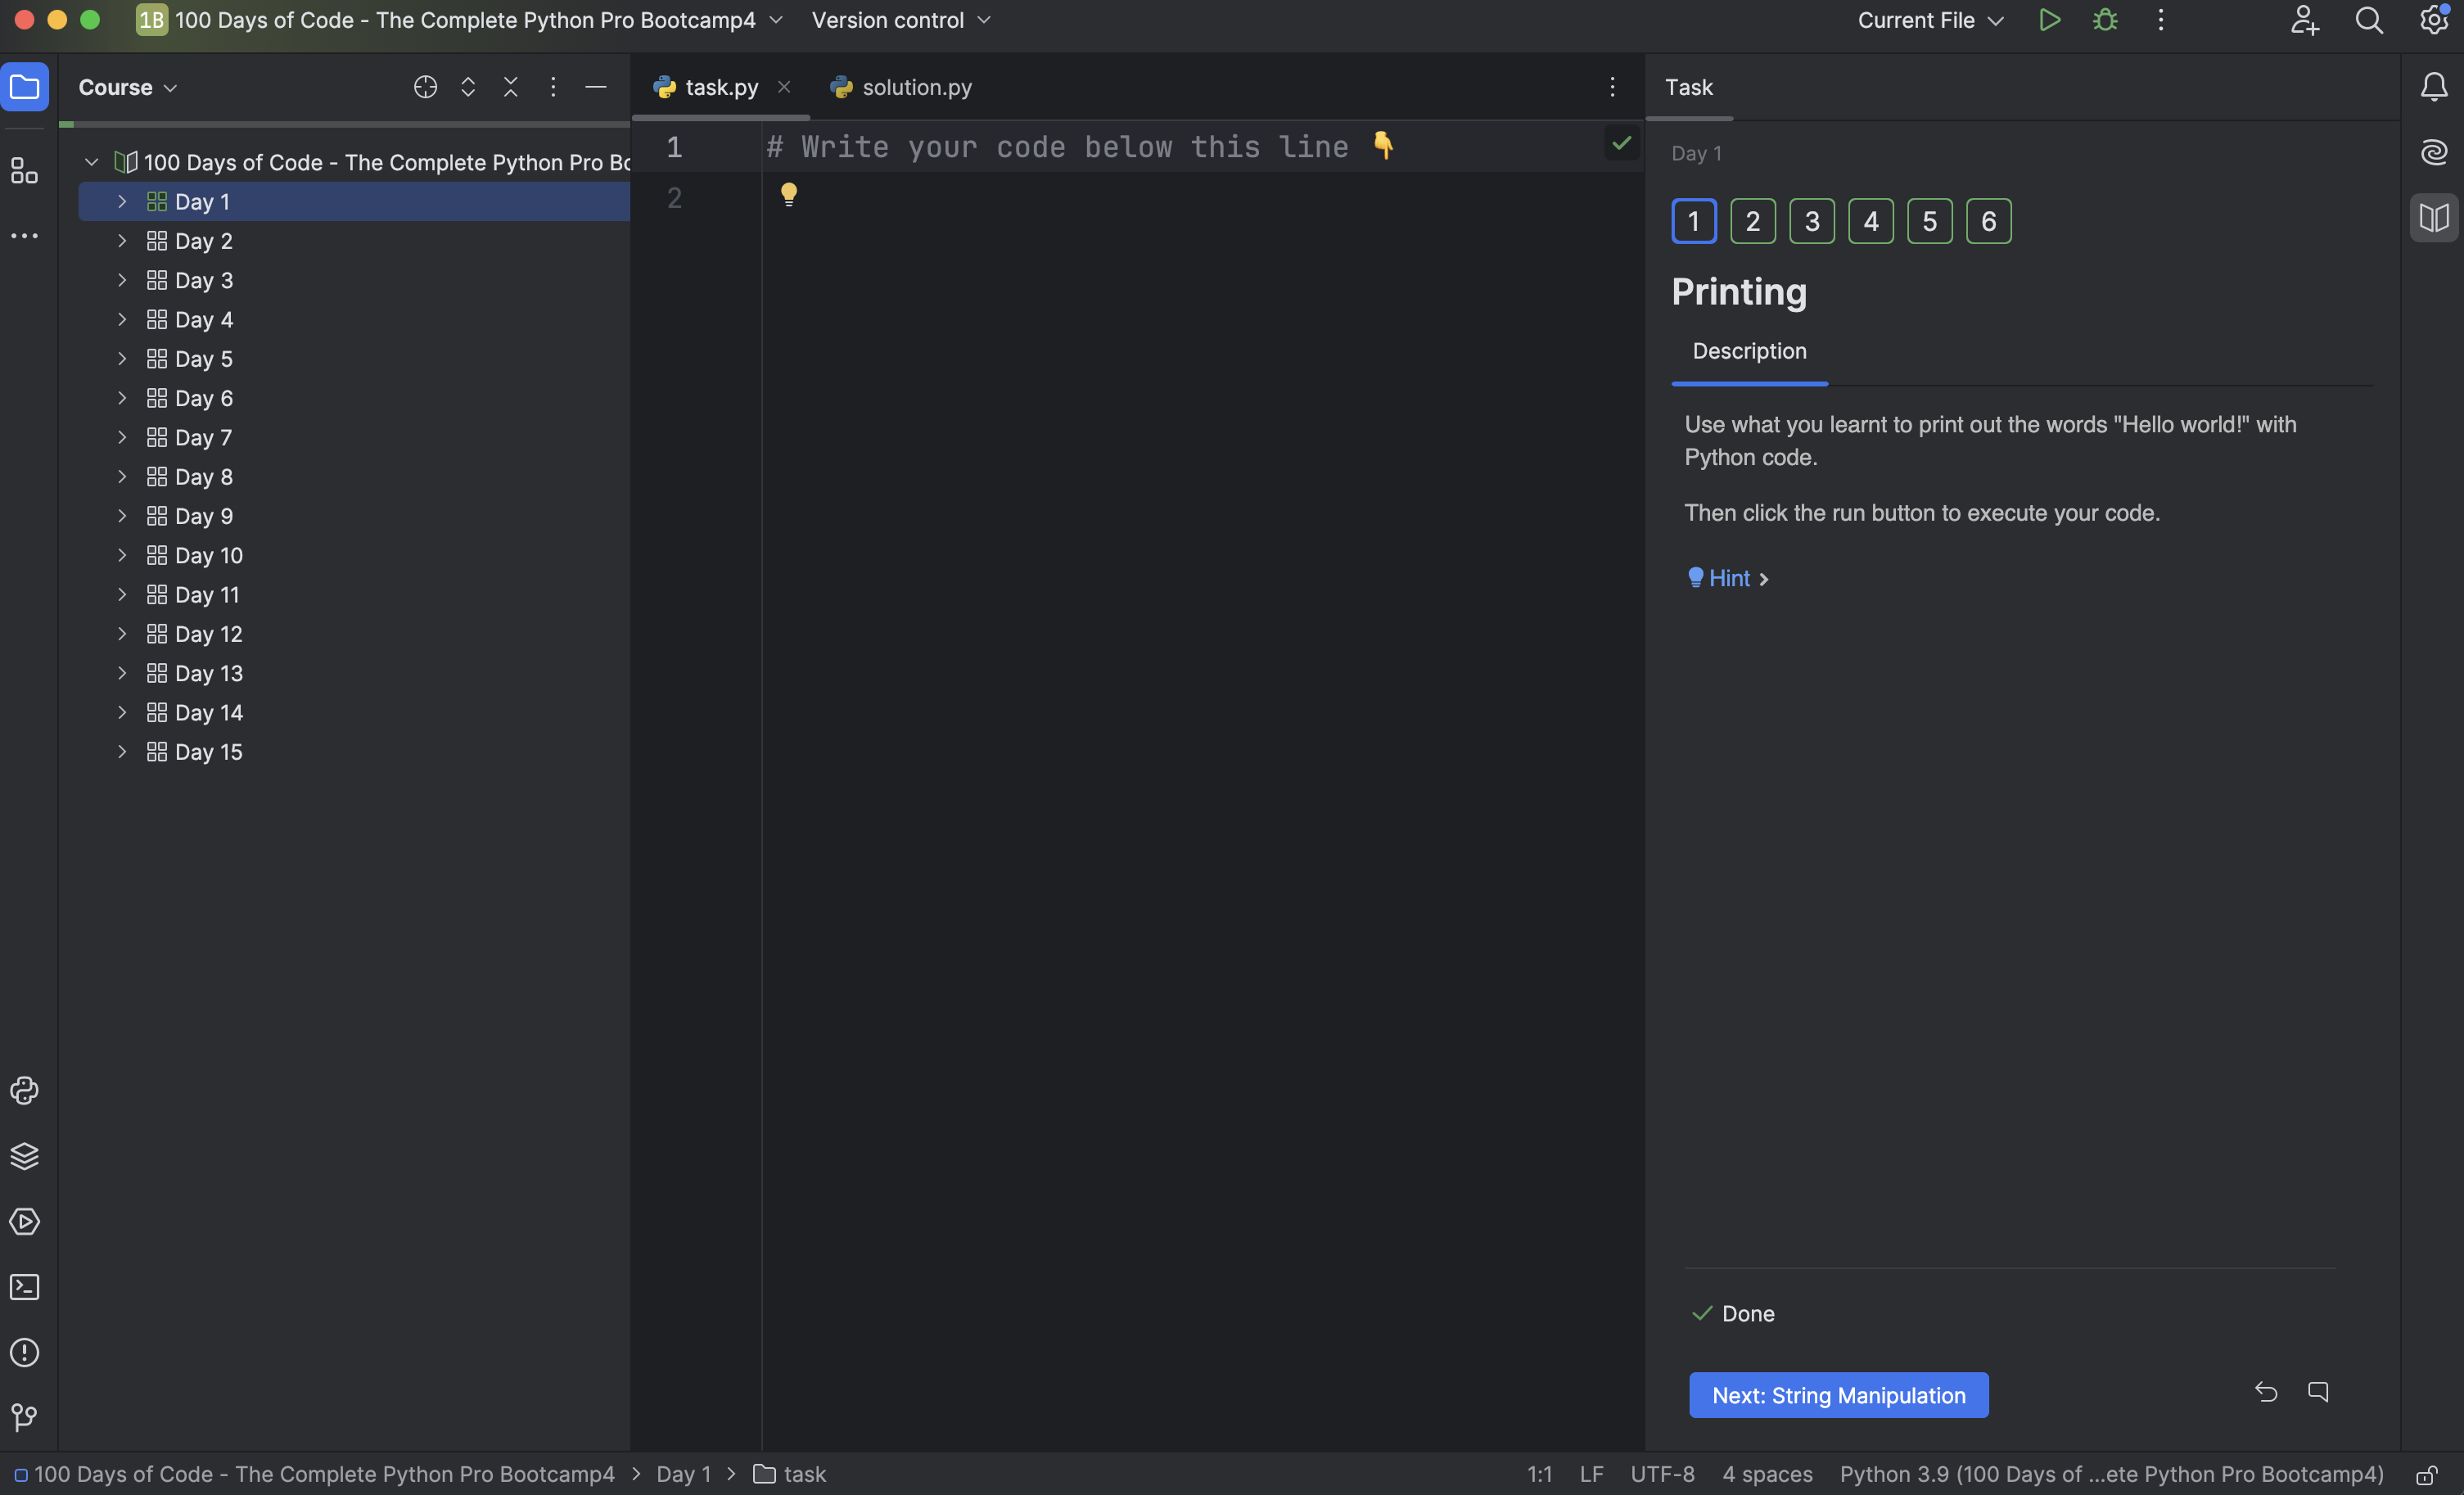 1B 100 Days of Code - The Complete Python Pro Bootcamp4 Version control Current File
Course
100 Days of Code - The Complete Python Pro Bo
Day 1
Day 2
Day 3
Day 4
Day 5
Day 6
Day 7
Day 8
Day 9
Day 10
Day 11
Day 12
Day 13
Day 14
Day 15
task.py solution.py
1 # Write your code below this line 👇
2
Task
Day 1
1 2 3 4 5 6
Printing
Description
Use what you learnt to print out the words "Hello world!" with
Python code.
Then click the run button to execute your code.
Hint
Done
Next: String Manipulation
100 Days of Code - The Complete Python Pro Bootcamp4 > Day 1 > task 1:1 LF UTF-8 4 spaces Python 3.9 (100 Days of ...ete Python Pro Bootcamp4)